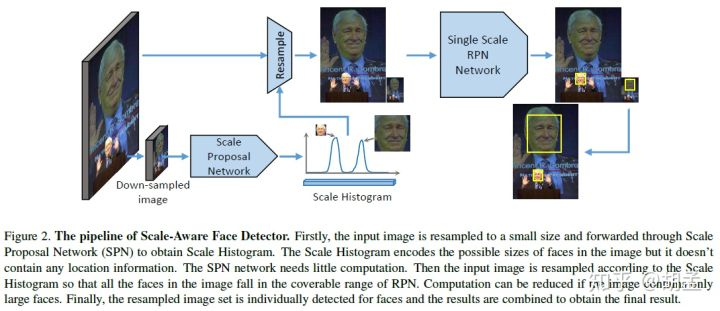 Resample
Single Scale
RPN
Network
Scale
Proposal
Network
Down-sampled
image
Scale Histogram
Figure 2. The pipeline of Scale-Aware Face Detector. Firstly, the input image is resampled to a small size and forwarded through Scale
Proposal Network (SPN) to obtain Scale Histogram. The Scale Histogram encodes the possible sizes of faces in the image but it doesn't
contain any location information. The SPN network needs little computation. Then the input image is resampled according to the Scale
Histogram so that all the faces in the image fall in the coverable range of RPN. Computation can be reduced if the image contains only
large faces. Finally, the resampled image set is individually detected for faces and the results are combined to obtain the final result.
知乎 @胡孟